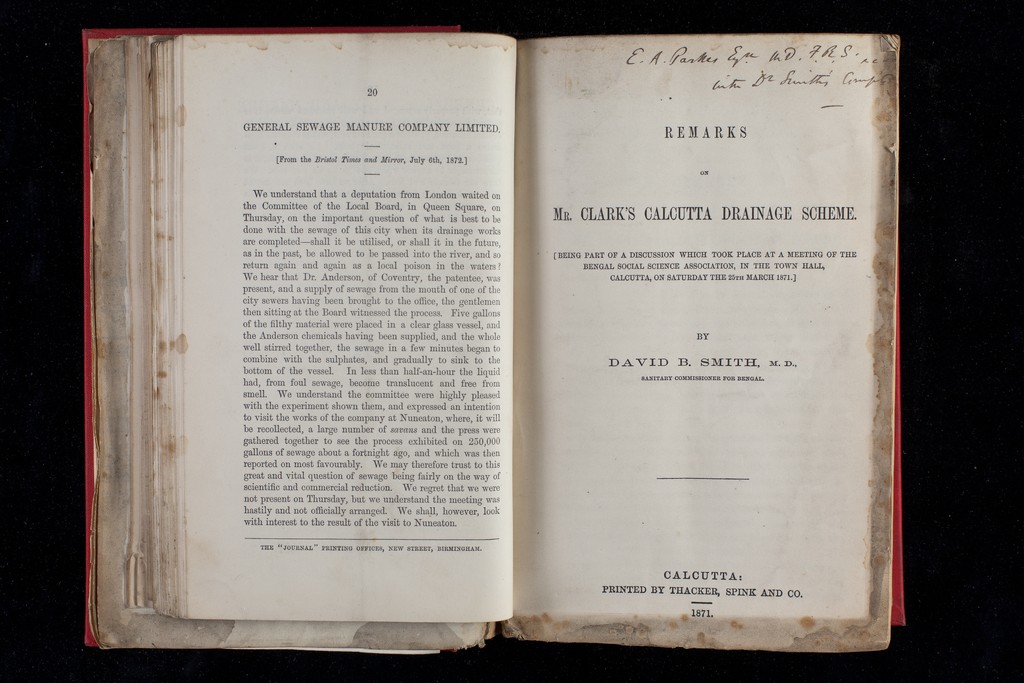 20
GENERAL SEWAGE MANURE COMPANY LIMITED.
[From the Bristol Times and Mirror, July 6th, 1872.]
We understand that a deputation from London waited on
the Committee of the Local Board, in Queen Square, on
Thursday, on the important question of what is best to be
done with the sewage of this city when its drainage works
are completed—shall it be utilised, or shall it in the future,
as in the past, be allowed to be passed into the river, and so
return again and again as a local poison in the waters?
We hear that Dr. Anderson, of Coventry, the patentee, was
present, and a supply of sewage from the mouth of one of the
city sewers having been brought to the office, the gentlemen
then sitting at the Board witnessed the process. Five gallons
of the filthy material were placed in a clear glass vessel, and
the Anderson chemicals having been supplied, and the whole
well stirred together, the sewage in a few minutes began to
combine with the sulphates, and gradually to sink to the
bottom of the vessel. In less than half-an-hour the liquid
had, from foul sewage, become translucent and free from
smell. We understand the committee were highly pleased
with the experiment shown them, and expressed an intention
to visit the works of the company at Nuneaton, where, it will
be recollected, a large number of savans and the press were
gathered together to see the process exhibited on 250,000
gallons of sewage about a fortnight ago, and which was then
reported on most favourably. We may therefore trust to this
great and vital question of sewage being fairly on the way of
scientific and commercial reduction. We regret that we were
not present on Thursday, but we understand the meeting was
hastily and not officially arranged. We shall, however, look
with interest to the result of the visit to Nuneaton.
THE "JOURNAL" PRINTING OFFICES, NEW STREET, BIRMINGHAM.
E. A. Parkes Esqre M.D. F.R.S.
with Dr Smith's
REMARKS
ON
MR. CLARK'S CALCUTTA DRAINAGE SCHEME.
[BEING PART OF A DISCUSSION WHICH TOOK PLACE AT A MEETING OF THE
BENGAL SOCIAL SCIENCE ASSOCIATION, IN THE TOWN HALL,
CALCUTTA, ON SATURDAY THE 25TH MARCH 1871.]
BY
DAVID B. SMITH, M. D.,
SANITARY COMMISSIONER FOR BENGAL.
CALCUTTA:
PRINTED BY THACKER, SPINK AND CO.
1871.